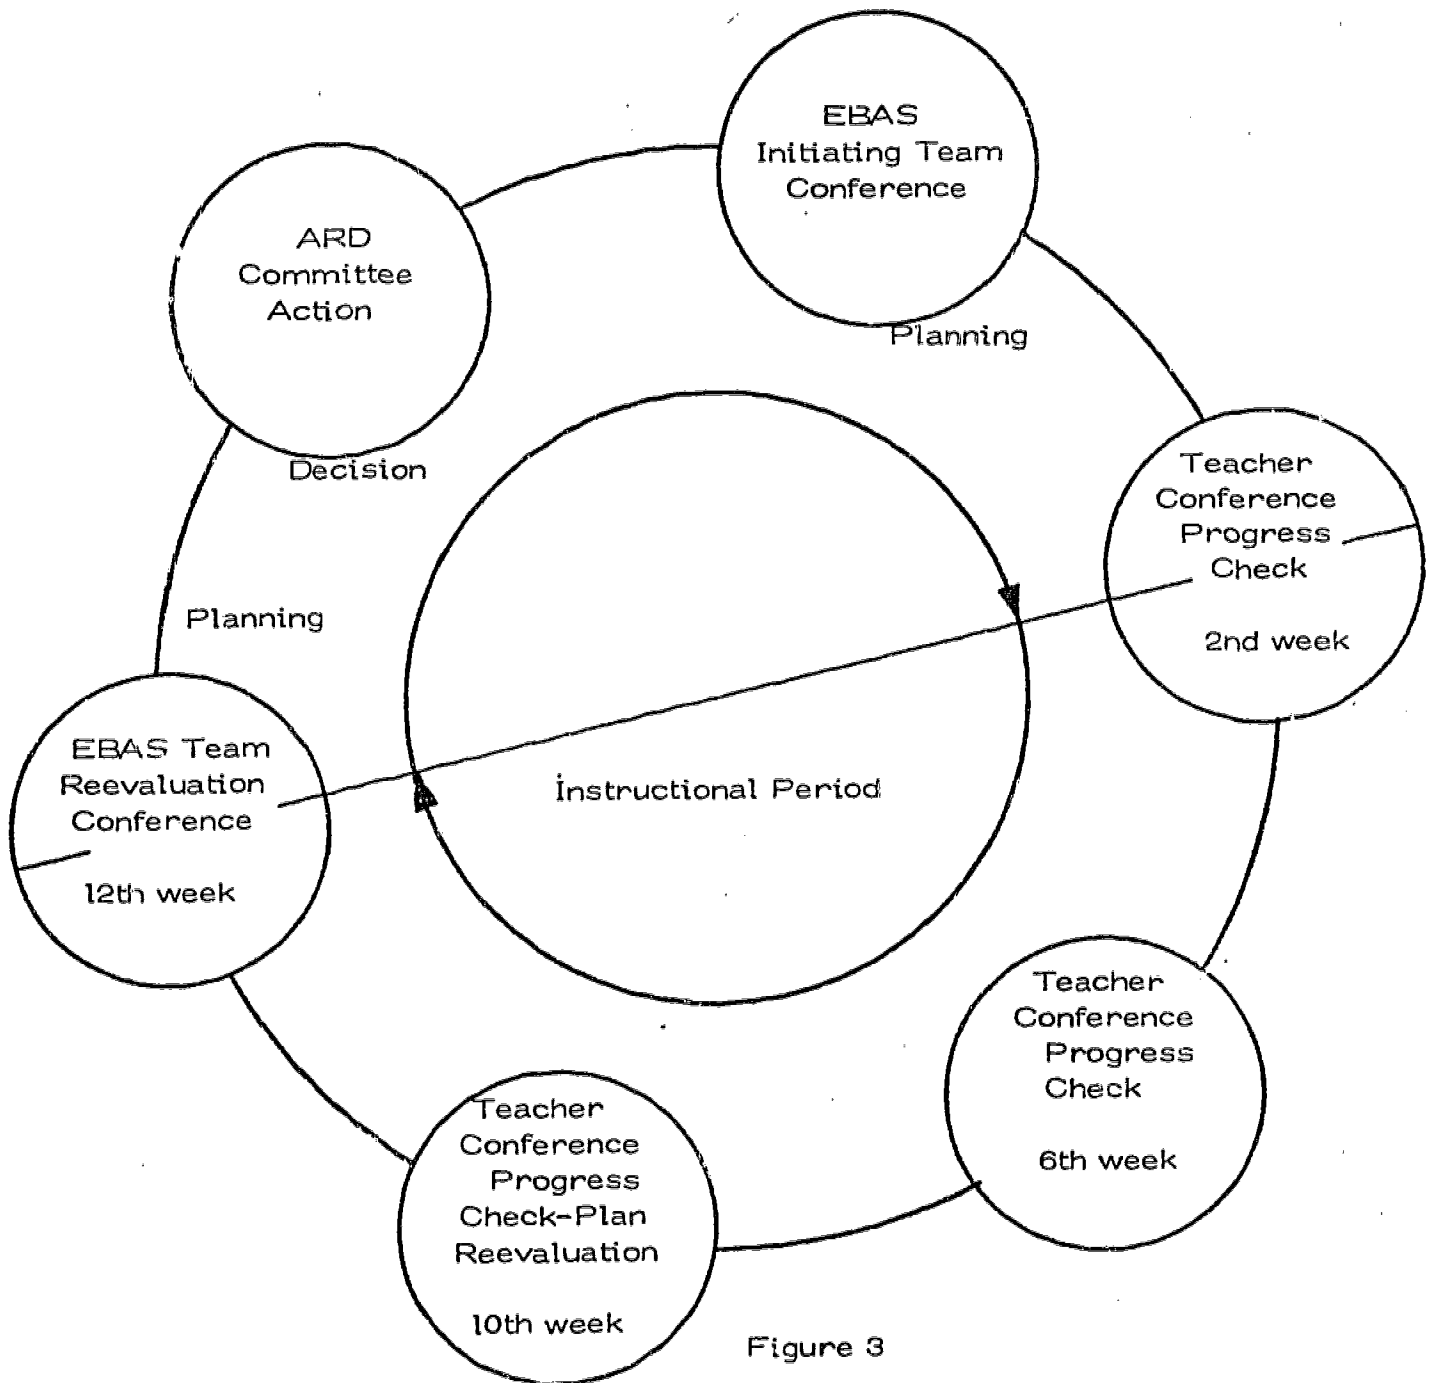 EBAS
Initiating Team
Conference
Planning
ARD
Committee
Action
Decision
Teacher
Conference
Progress
Check
2nd week
Planning
EBAS Team
Reevaluation
Conference
12th week
Instructional Period
Teacher
Conference
Progress
Check
6th week
Teacher
Conference
Progress
Check-Plan
Reevaluation
10th week
Figure 3